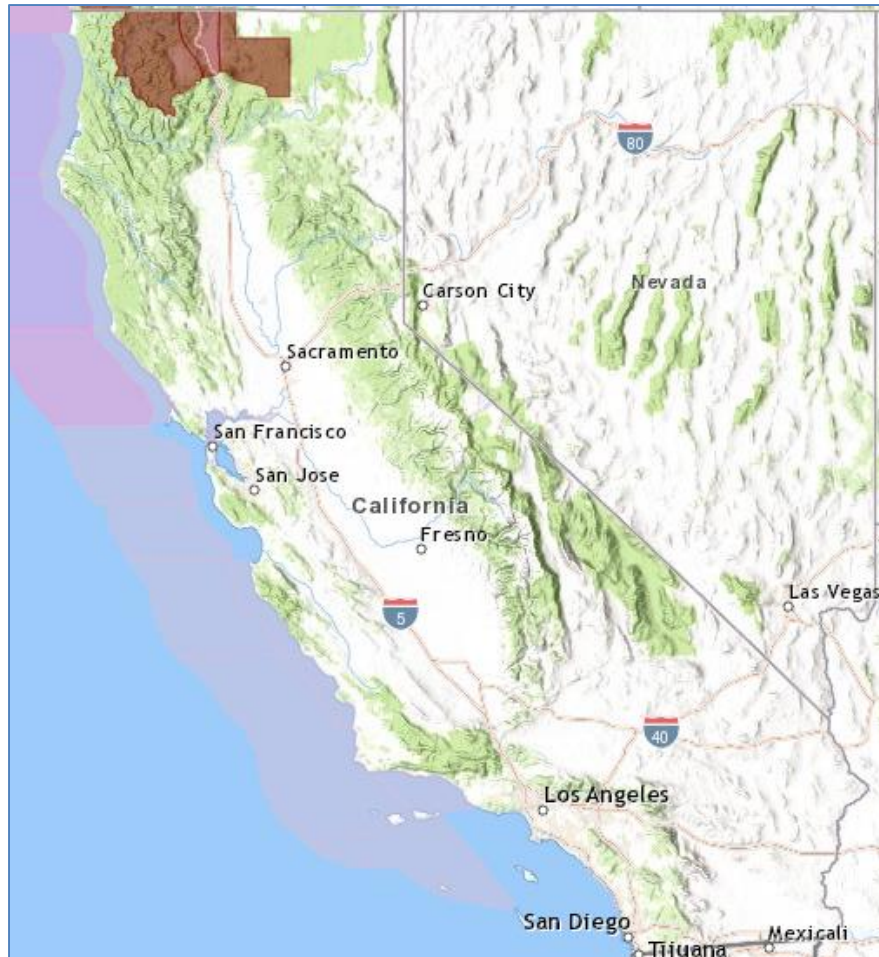 80
Carson City
Nevada
Sacramento
San Francisco
San Jose
California
Fresno
Las Vegas
5
40
Los Angeles
San Diego
Mexicali
Tijuana